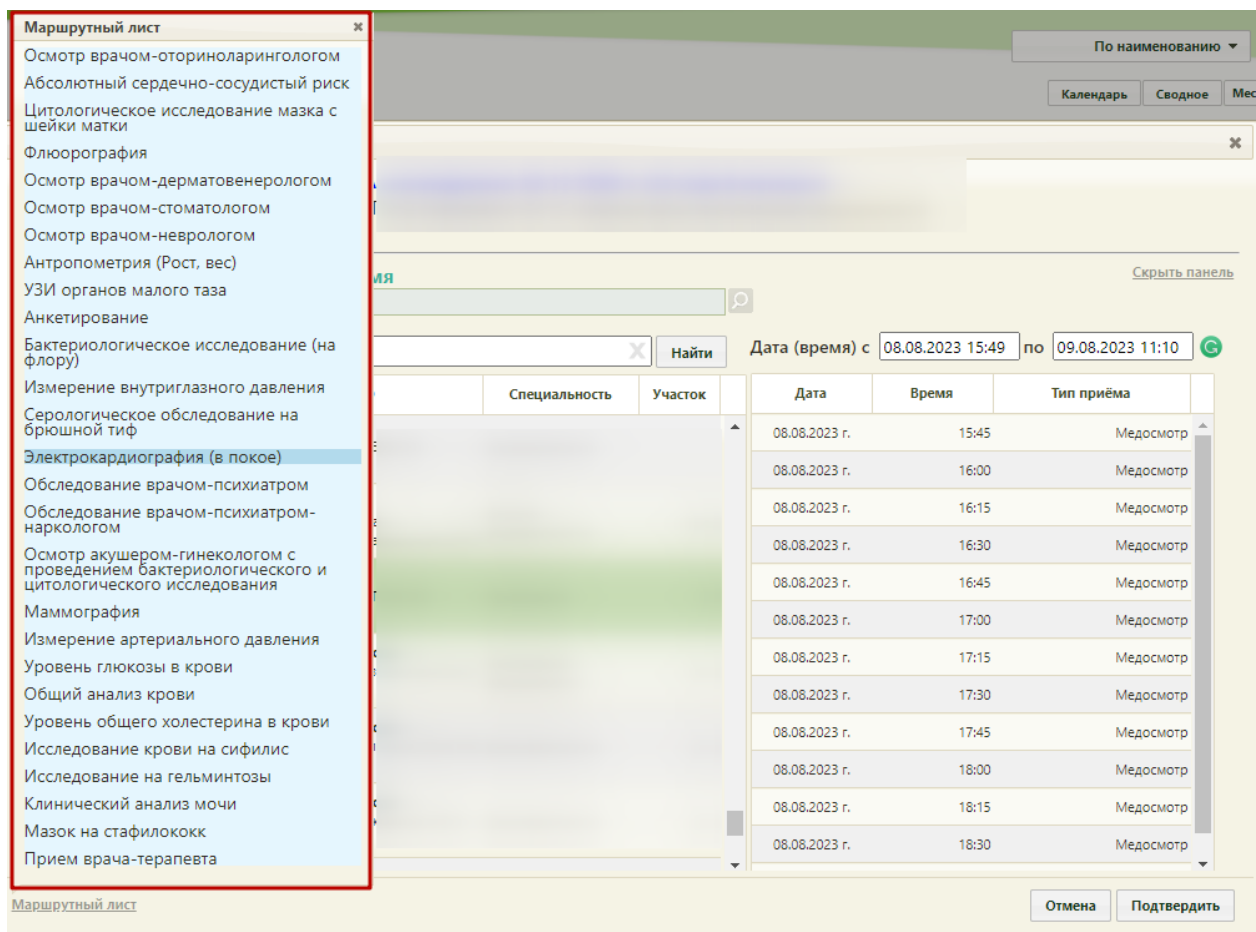 Маршрутный лист
Осмотр врачом-оториноларингологом
Абсолютный сердечно-сосудистый риск
Цитологическое исследование мазка с
шейки матки
Флюорография
Осмотр врачом-дерматовенерологом
Осмотр врачом-стоматологом
Осмотр врачом-неврологом
Антропометрия (Рост, вес)
УЗИ органов малого таза
Анкетирование
Бактериологическое исследование (на
флору)
Измерение внутриглазного давления
Серологическое обследование на
брюшной тиф
Электрокардиография (в покое)
Обследование врачом-психиатром
Обследование врачом-психиатром-
наркологом
Осмотр акушером-гинекологом с
проведением бактериологического и
цитологического исследования
Маммография
Измерение артериального давления
Уровень глюкозы в крови
Общий анализ крови
Уровень общего холестерина в крови
Исследование крови на сифилис
Исследование на гельминтозы
Клинический анализ мочи
Мазок на стафилококк
Прием врача-терапевта
Маршрутный лист
По наименованию
Календарь Сводное
Скрыть панель
Найти
Дата (время) с 08.08.2023 15:49 по 09.08.2023 11:10
Специальность Участок
Дата Время Тип приёма
08.08.2023 г. 15:45 Медосмотр
08.08.2023 г. 16:00 Медосмотр
08.08.2023 г. 16:15 Медосмотр
08.08.2023 г. 16:30 Медосмотр
08.08.2023 г. 16:45 Медосмотр
08.08.2023 г. 17:00 Медосмотр
08.08.2023 г. 17:15 Медосмотр
08.08.2023 г. 17:30 Медосмотр
08.08.2023 г. 17:45 Медосмотр
08.08.2023 г. 18:00 Медосмотр
08.08.2023 г. 18:15 Медосмотр
08.08.2023 г. 18:30 Медосмотр
Отмена Подтвердить